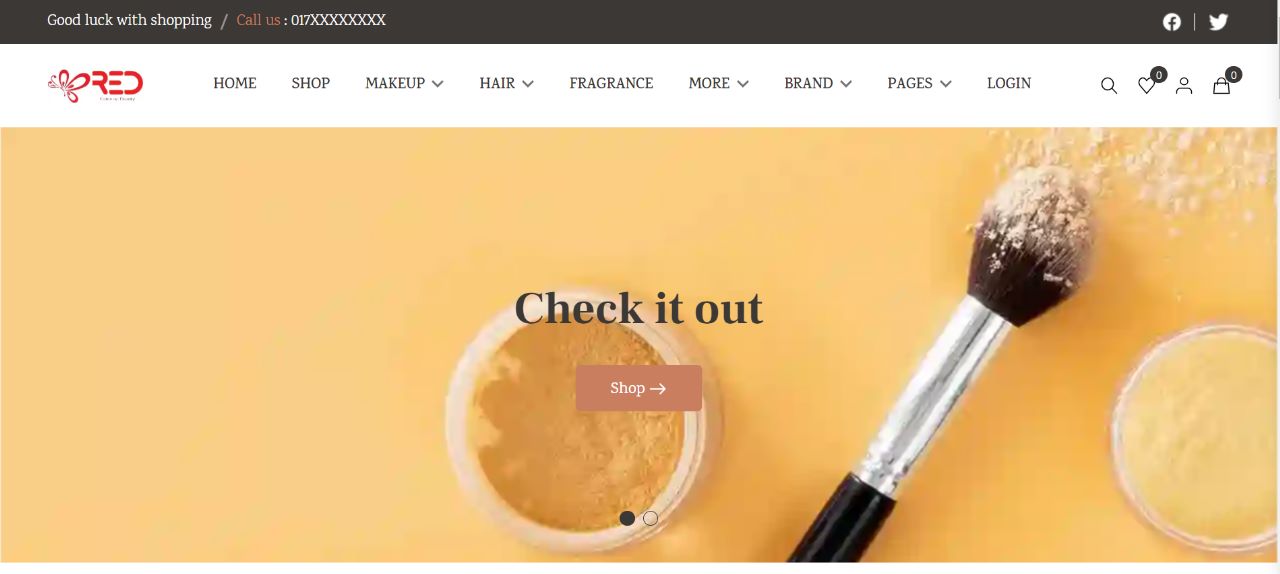 Good luck with shopping / Call us : 017XXXXXXXX
RED
HOME SHOP MAKEUP HAIR FRAGRANCE MORE BRAND PAGES LOGIN 0 0
Check it out
Shop →